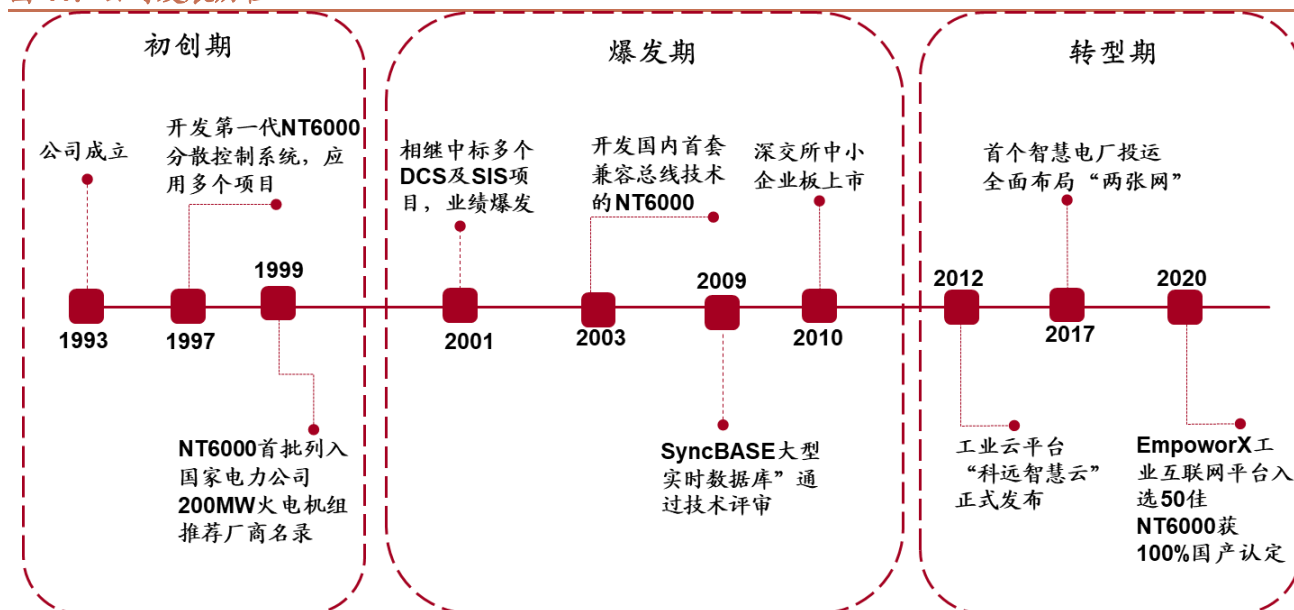 初创期
爆发期
转型期
公司成立
开发第一代NT6000
分散控制系统，应
用多个项目
相继中标多个
DCS及SIS项
目，业绩爆发
开发国内首套
兼容总线技术
的NT6000
深交所中小
企业板上市
首个智慧电厂投运
全面布局“两张网”
1993
1997
1999
2001
2003
2009
2010
2012
2017
2020
NT6000首批列入
国家电力公司
200MW火电机组
推荐厂商名录
SyncBASE大型
实时数据库”通
过技术评审
工业云平台
“科远智慧云”
正式发布
EmpoworX工
业互联网平台入
选50佳
NT6000获
100%国产认定